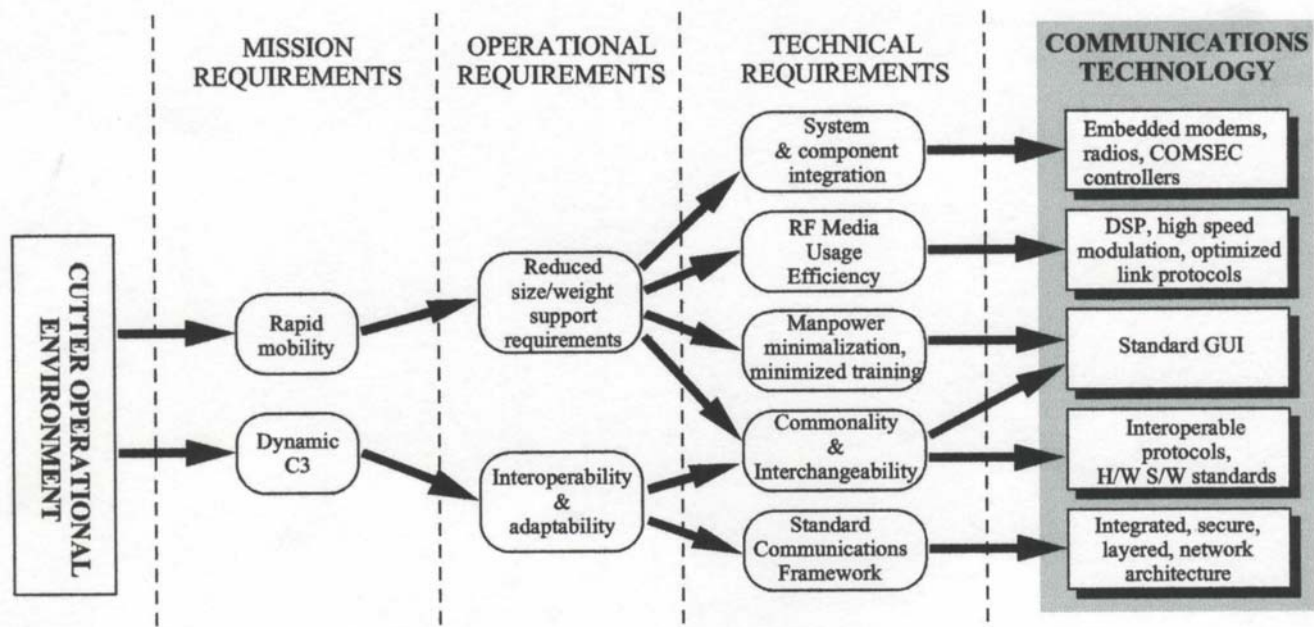 MISSION
REQUIREMENTS
OPERATIONAL
REQUIREMENTS
TECHNICAL
REQUIREMENTS
COMMUNICATIONS
TECHNOLOGY
CUTTER OPERATIONAL
ENVIRONMENT
Rapid
mobility
Dynamic
C3
Reduced
size/weight
support
requirements
Interoperability
&
adaptability
System
& component
integration
RF Media
Usage
Efficiency
Manpower
minimalization,
minimized training
Commonality
&
Interchangeability
Standard
Communications
Framework
Embedded modems,
radios, COMSEC
controllers
DSP, high speed
modulation, optimized
link protocols
Standard GUI
Interoperable
protocols,
H/W S/W standards
Integrated, secure,
layered, network
architecture